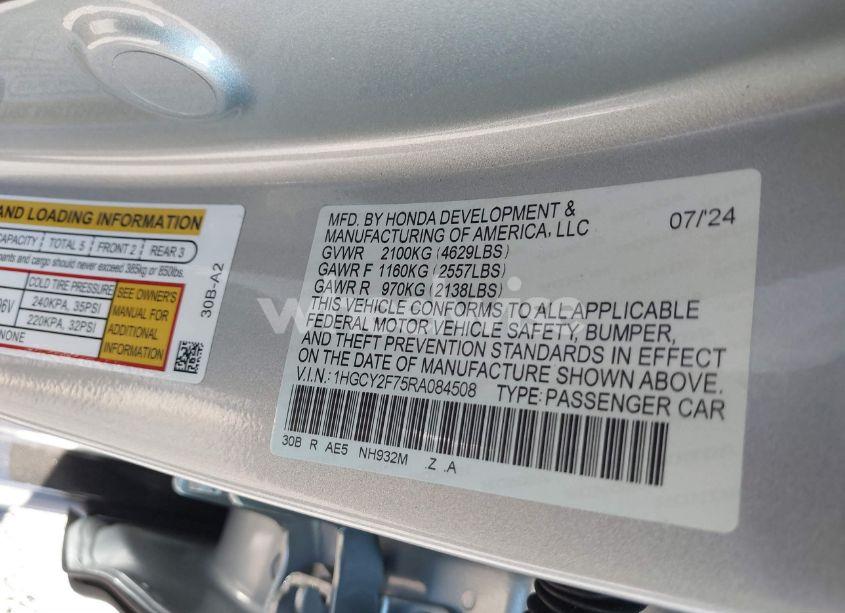 AND LOADING INFORMATION
CAPACITY TOTAL 5 FRONT 2 REAR 3
pants and cargo should never exceed 385kg or 850lbs.
COLD TIRE PRESSURE
96V 240KPA, 35PSI
220KPA, 32PSI
NONE
SEE OWNER'S
MANUAL FOR
ADDITIONAL
INFORMATION
30B-A2
MFD. BY HONDA DEVELOPMENT & 07/'24
MANUFACTURING OF AMERICA, LLC
GVWR 2100KG (4629LBS)
GAWR F 1160KG (2557LBS)
GAWR R 970KG (2138LBS)
THIS VEHICLE CONFORMS TO ALL APPLICABLE
FEDERAL MOTOR VEHICLE SAFETY, BUMPER,
AND THEFT PREVENTION STANDARDS IN EFFECT
ON THE DATE OF MANUFACTURE SHOWN ABOVE.
V.I.N.: 1HGCY2F75RA084508 TYPE: PASSENGER CAR
30B R AE5 NH932M Z .A